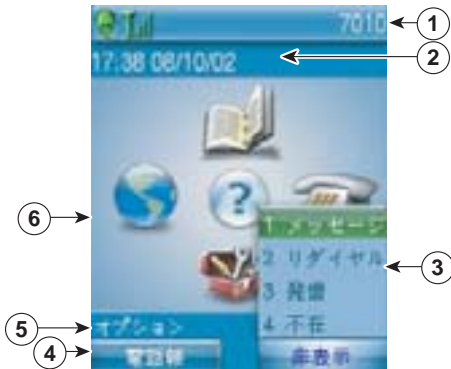 7010
1
17:38 08/10/02
2
6
1 メッセージ
2 リダイヤル
3
3 発信
4 不在
5
オプション
4
電話帳
非表示